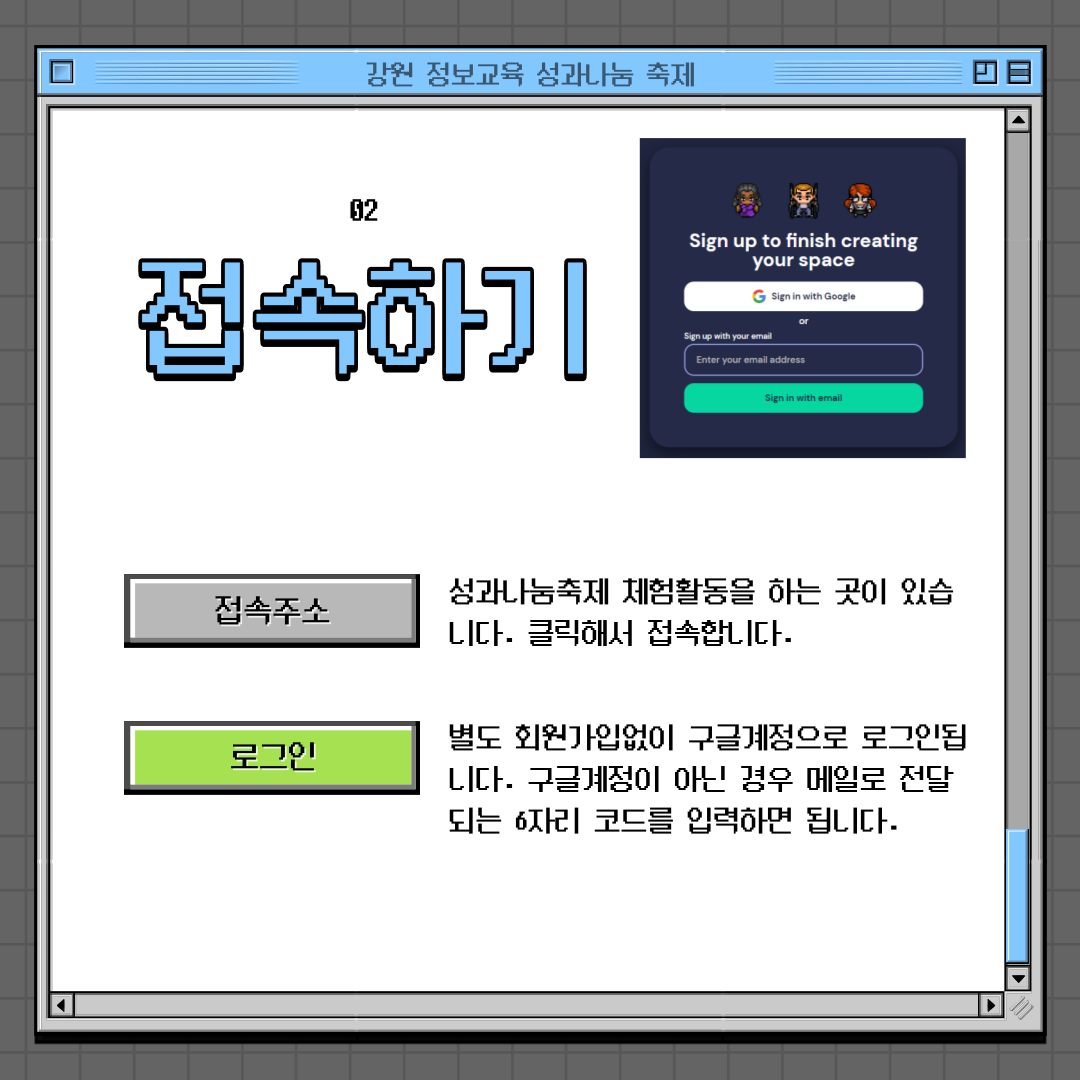 강원 정보교육 성과나눔 축제
02
접속하기
Sign up to finish creating
your space
Sign in with Google
or
Sign up with your email
Enter your email address
Sign in with email
접속주소
성과나눔축제 체험활동을 하는 곳이 있습
니다. 클릭해서 접속합니다.
로그인
별도 회원가입없이 구글계정으로 로그인됩
니다. 구글계정이 아닌 경우 메일로 전달
되는 6자리 코드를 입력하면 됩니다.